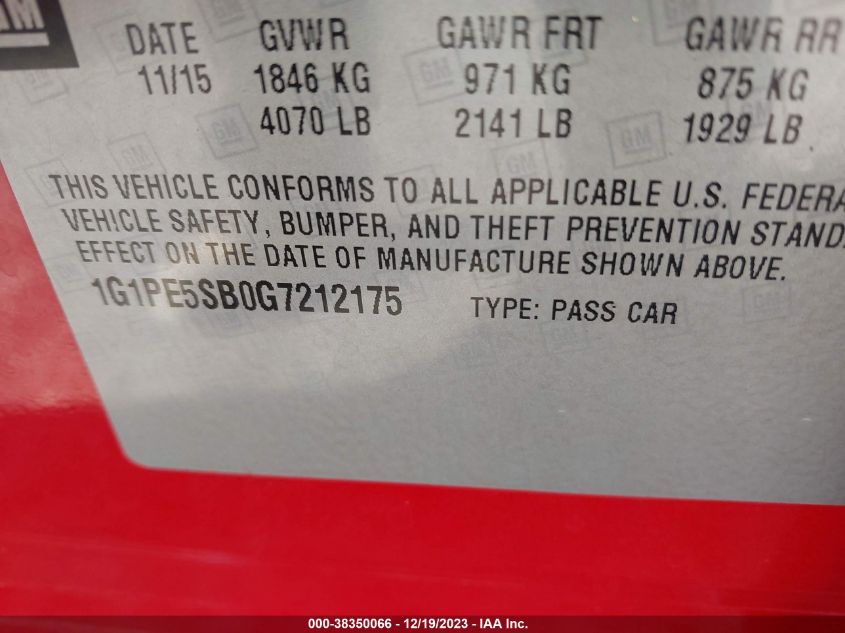 GM
DATE GVWR GAWR FRT GAWR RR
11/15 1846 KG 971 KG 875 KG
4070 LB 2141 LB 1929 LB
THIS VEHICLE CONFORMS TO ALL APPLICABLE U.S. FEDERA
VEHICLE SAFETY, BUMPER, AND THEFT PREVENTION STAND
EFFECT ON THE DATE OF MANUFACTURE SHOWN ABOVE.
1G1PE5SB0G7212175 TYPE: PASS CAR
000-38350066 - 12/19/2023 - IAA Inc.